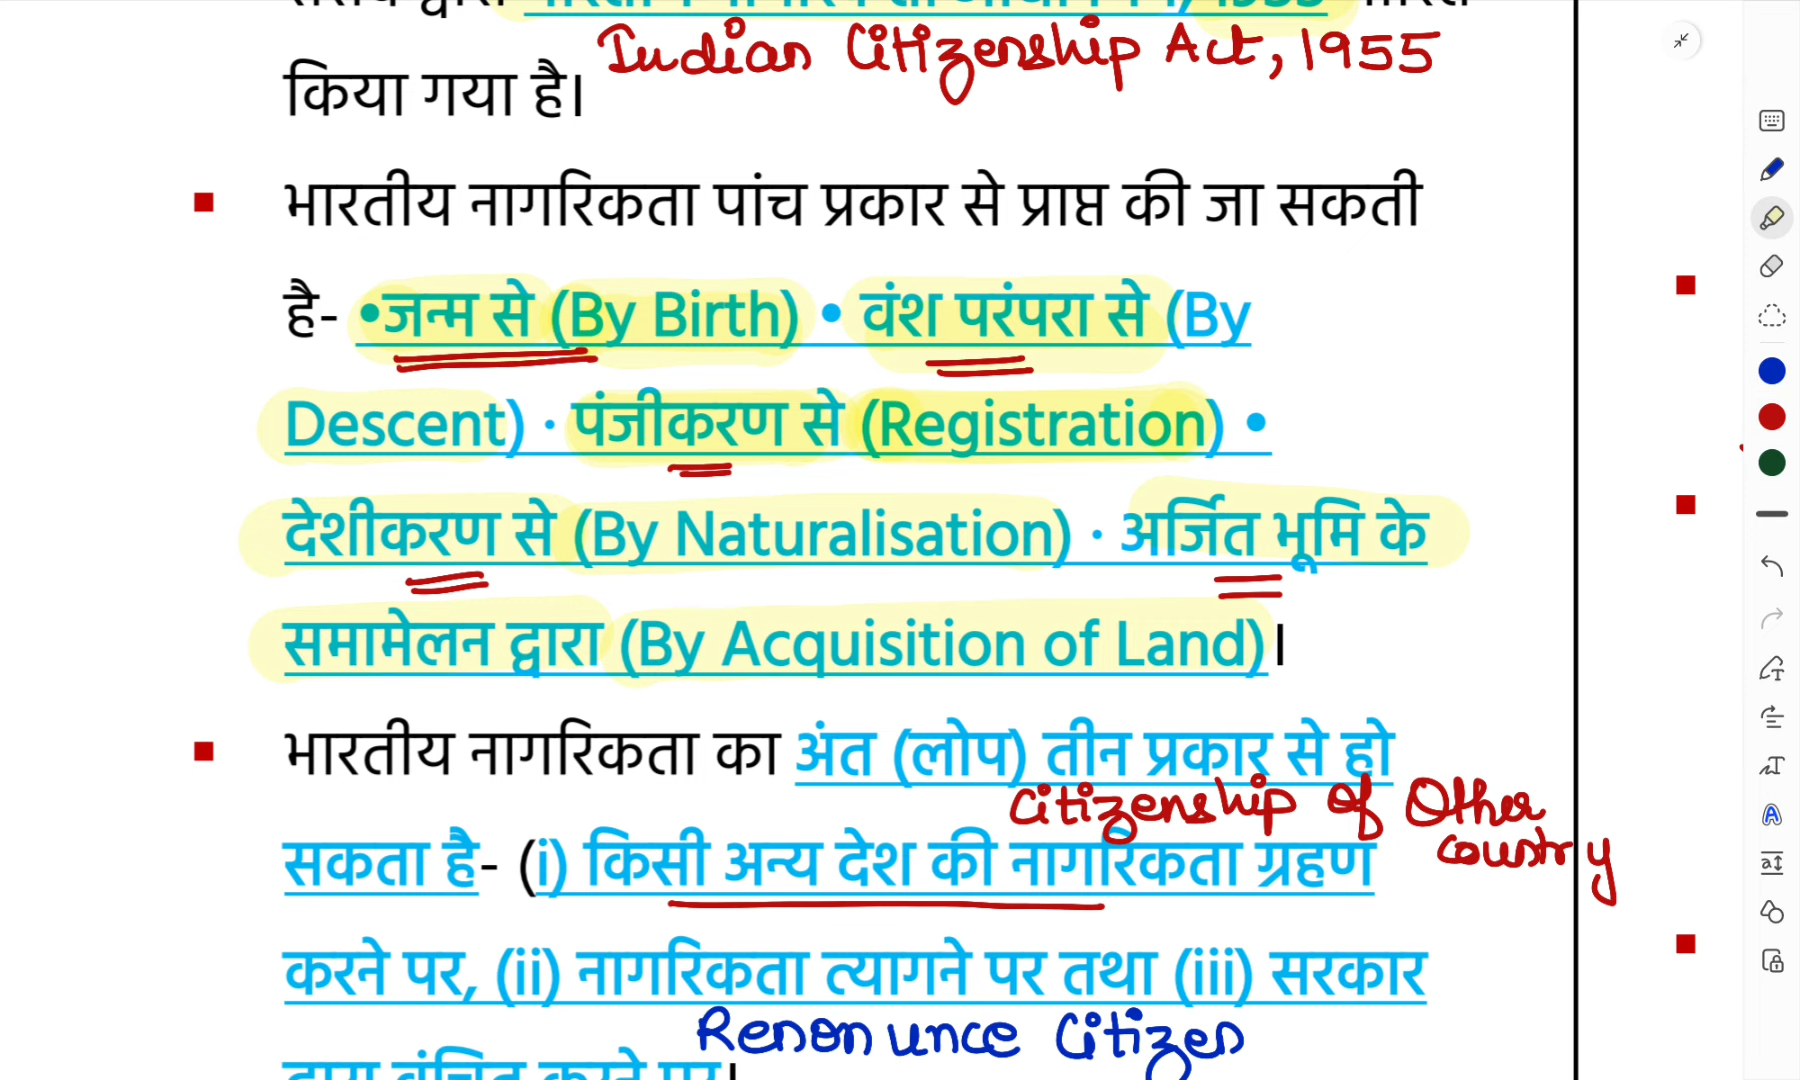 Indian Citizenship Act, 1955
किया गया है।
भारतीय नागरिकता पांच प्रकार से प्राप्त की जा सकती
है- •जन्म से (By Birth) • वंश परंपरा से (By
Descent) · पंजीकरण से (Registration) •
देशीकरण से (By Naturalisation) · अर्जित भूमि के
समामेलन द्वारा (By Acquisition of Land)।
भारतीय नागरिकता का अंत (लोप) तीन प्रकार से हो
Citizenship of Other
country
सकता है- (i) किसी अन्य देश की नागरिकता ग्रहण
करने पर, (ii) नागरिकता त्यागने पर तथा (iii) सरकार
Renonunce Citizen